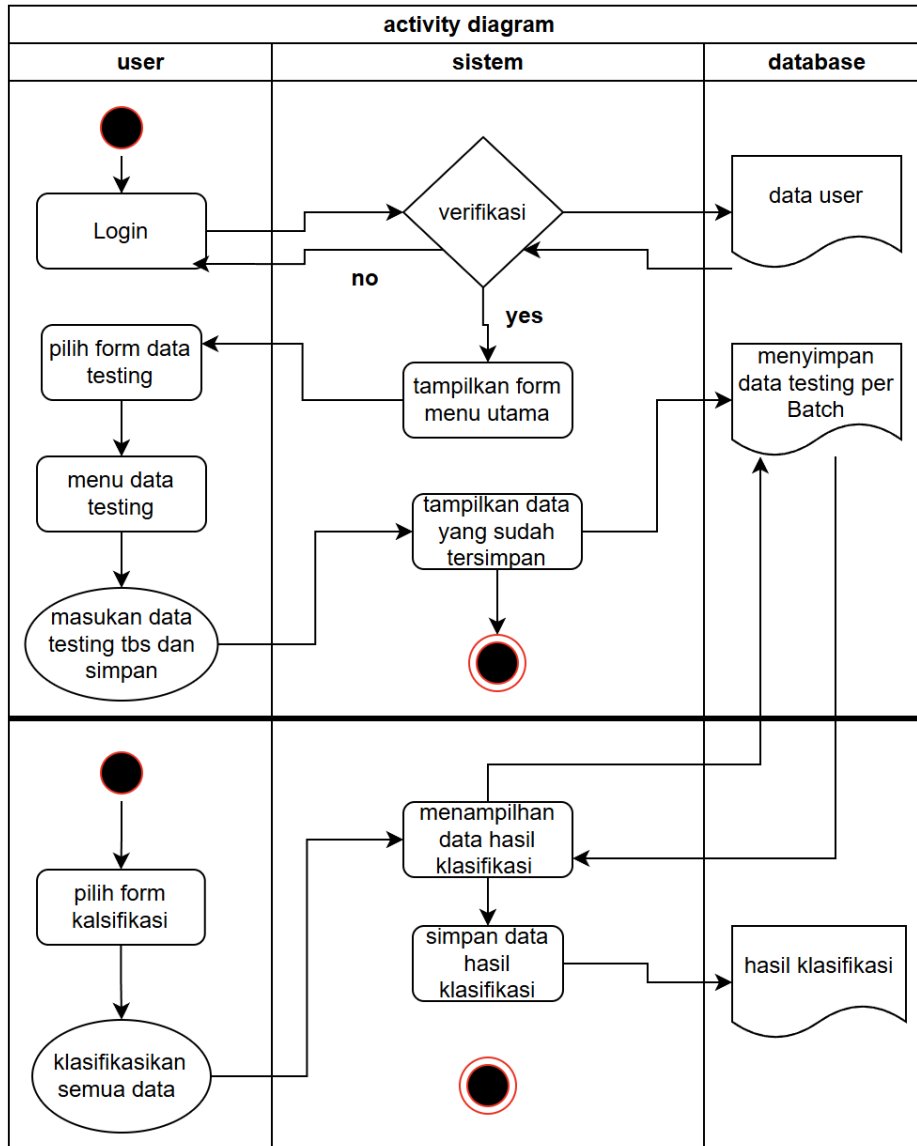 activity diagram
user
sistem
database
Login
verifikasi
data user
no
yes
pilih form data
testing
tampilkan form
menu utama
menyimpan
data testing per
Batch
menu data
testing
tampilkan data
yang sudah
tersimpan
masukan data
testing tbs dan
simpan
menampilhan
data hasil
klasifikasi
pilih form
kalsifikasi
simpan data
hasil
klasifikasi
hasil klasifikasi
klasifikasikan
semua data